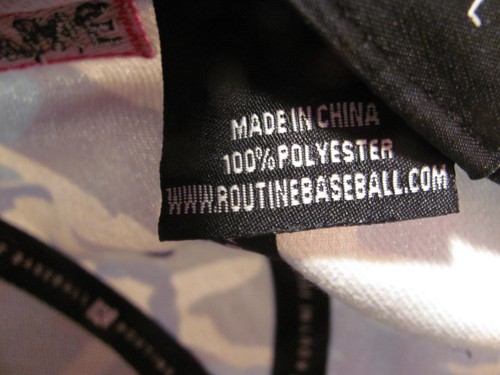 MADE IN CHINA
100% POLYESTER
WWW.ROUTINEBASEBALL.COM